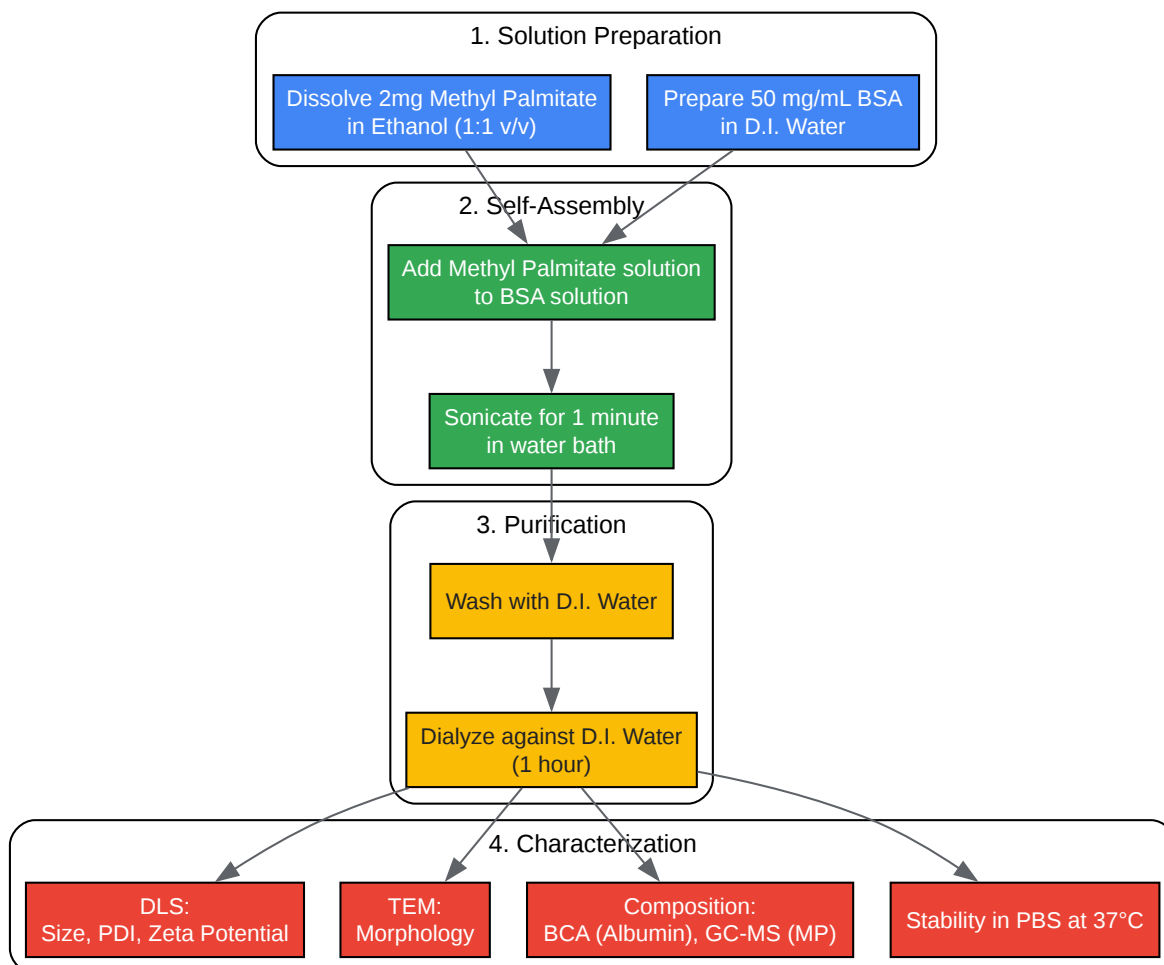 1. Solution Preparation
Dissolve 2mg Methyl Palmitate
in Ethanol (1:1 v/v)
Prepare 50 mg/mL BSA
in D.I. Water
2. Self-Assembly
Add Methyl Palmitate solution
to BSA solution
Sonicate for 1 minute
in water bath
3. Purification
Wash with D.I. Water
Dialyze against D.I. Water
(1 hour)
4. Characterization
DLS:
Size, PDI, Zeta Potential
TEM:
Morphology
Composition:
BCA (Albumin), GC-MS (MP)
Stability in PBS at 37°C